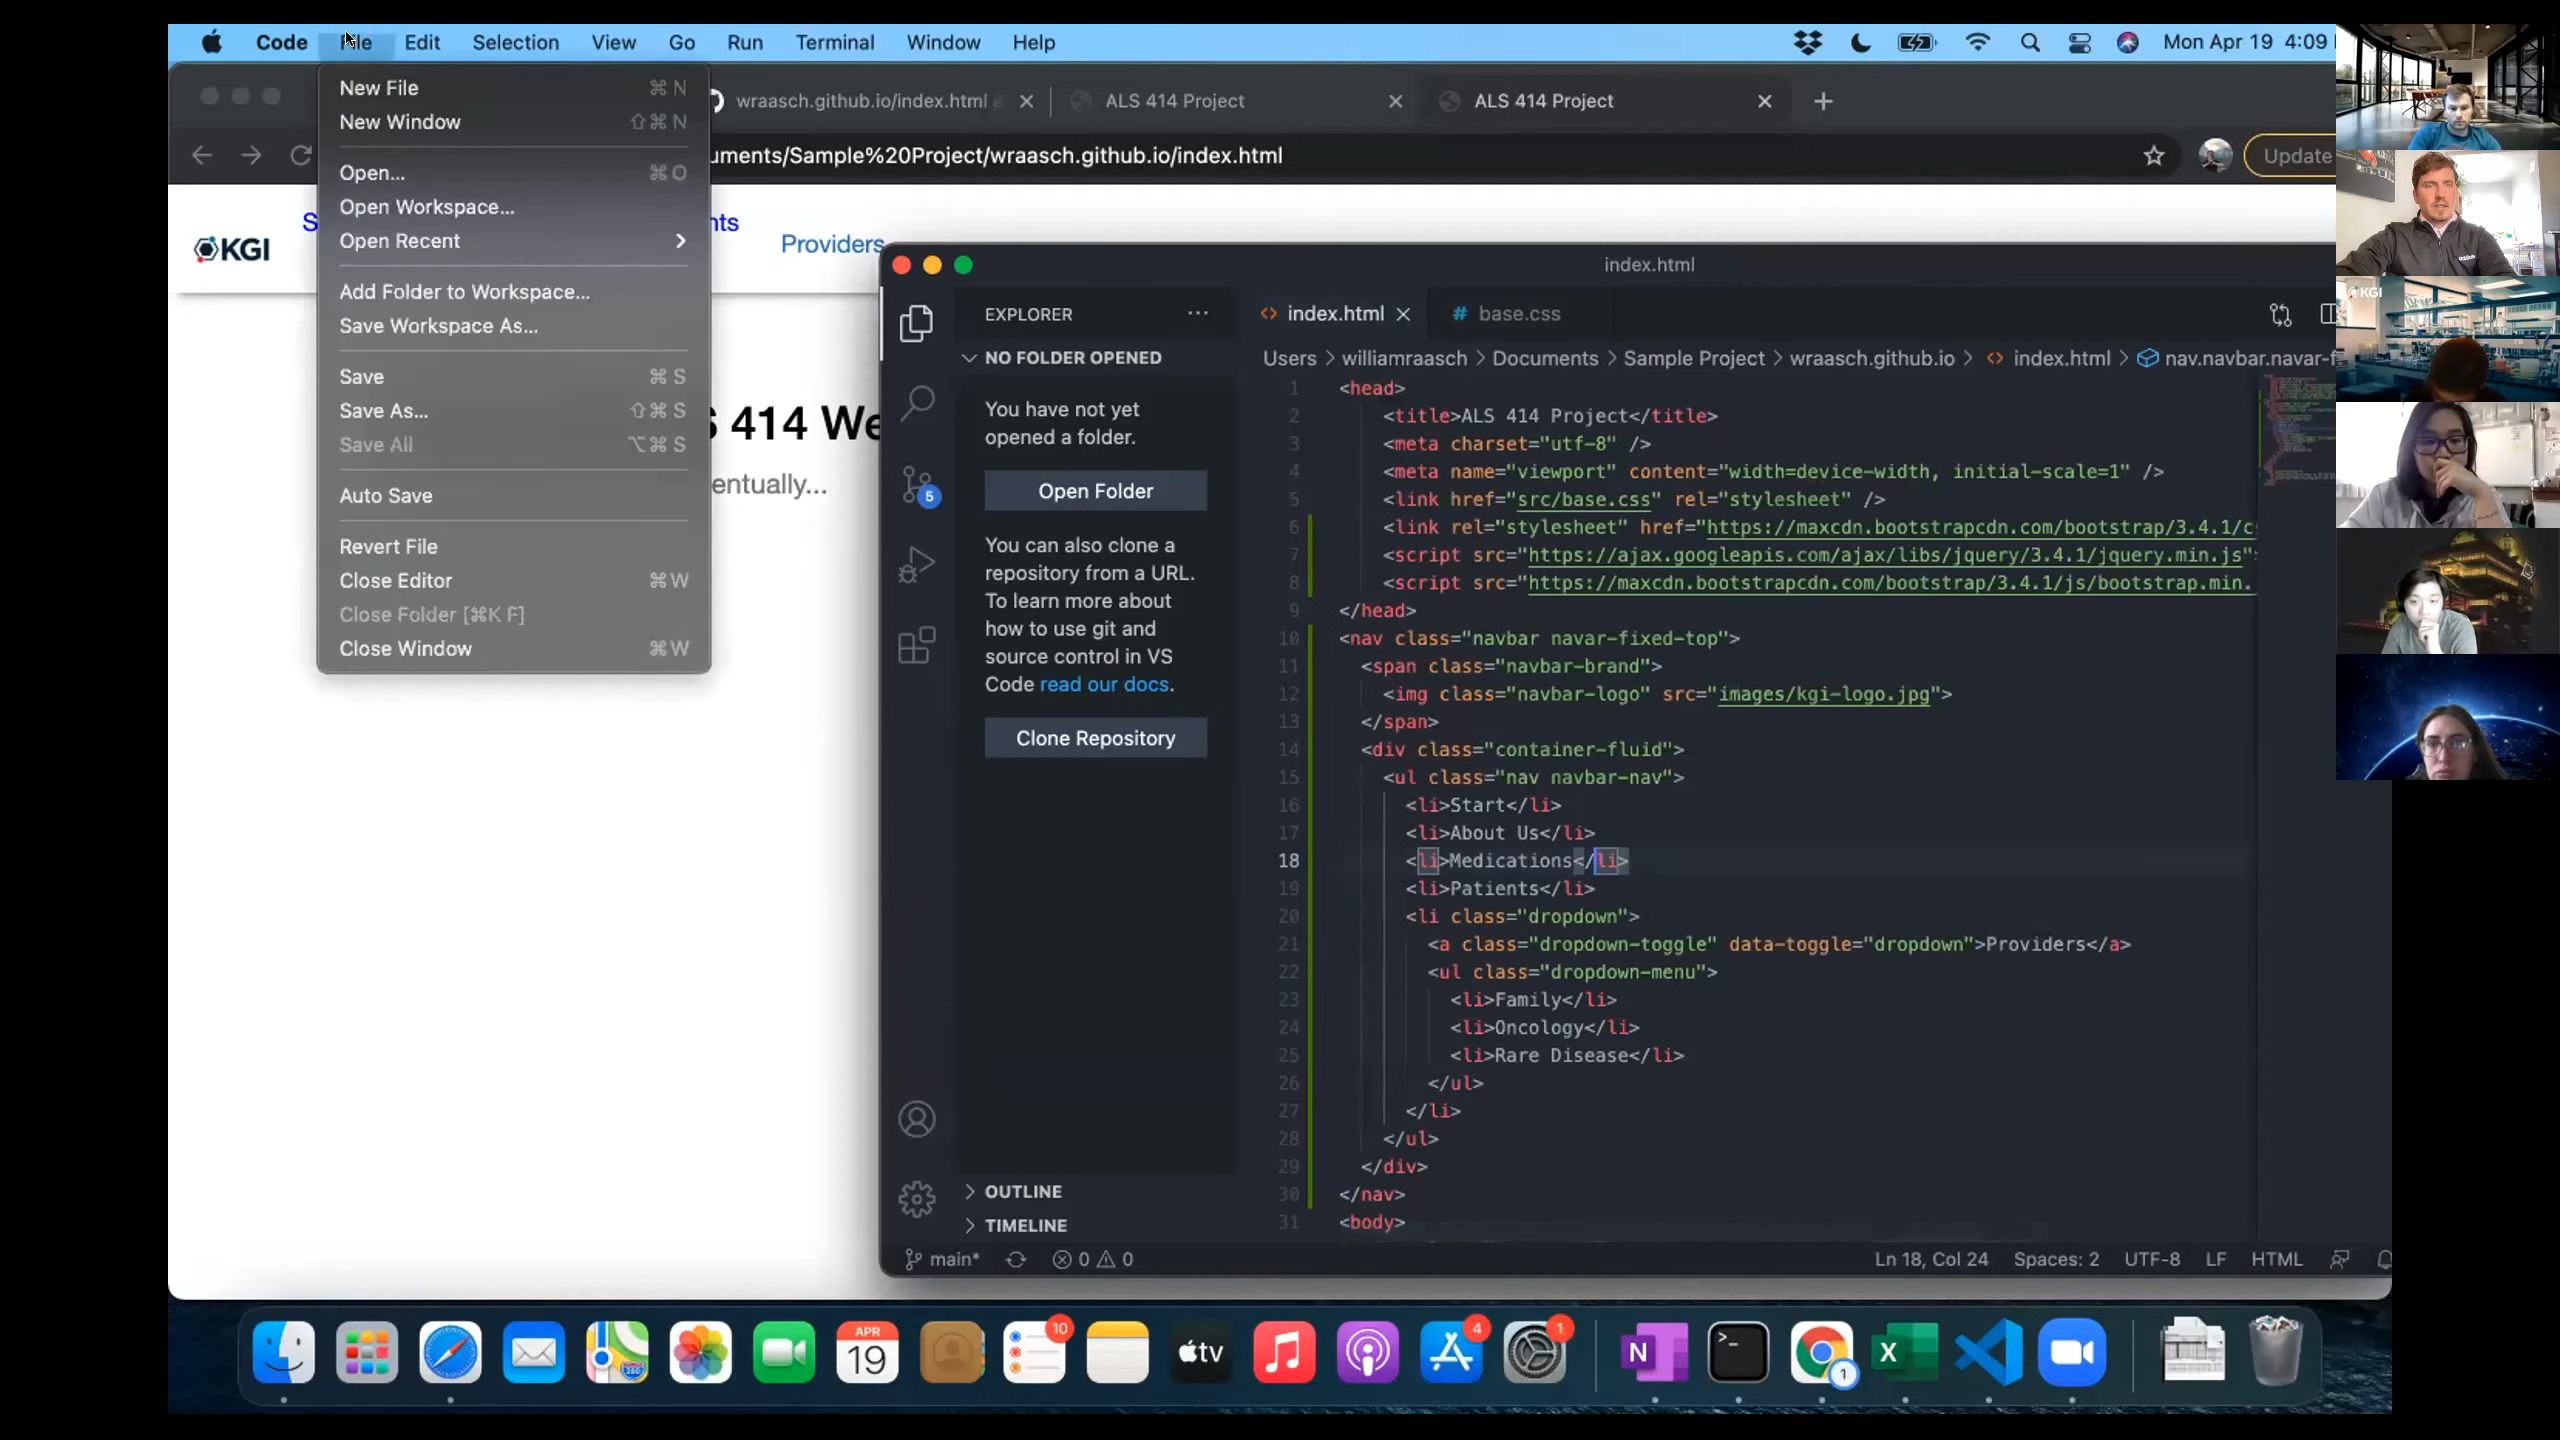 Code File Edit Selection View Go Run Terminal Window Help Mon Apr 19 4:09
New File ⌘ N
New Window ⇧⌘ N
Open... ⌘ O
Open Workspace...
Open Recent
Add Folder to Workspace...
Save Workspace As...
Save ⌘ S
Save As... ⇧⌘ S
Save All ⌥⌘ S
Auto Save
Revert File
Close Editor ⌘W
Close Folder [⌘K F]
Close Window ⌘W
wraasch.github.io/index.html
ALS 414 Project
ALS 414 Project
uments/Sample%20Project/wraasch.github.io/index.html
Update
KGI
S
nts
Providers
S 414 We
entually...
index.html
EXPLORER
NO FOLDER OPENED
You have not yet
opened a folder.
Open Folder
You can also clone a
repository from a URL.
To learn more about
how to use git and
source control in VS
Code read our docs.
Clone Repository
OUTLINE
TIMELINE
5
index.html
# base.css
Users > williamraasch > Documents > Sample Project > wraasch.github.io > index.html > nav.navbar.navar-f
1 <head>
2 <title>ALS 414 Project</title>
3 <meta charset="utf-8" />
4 <meta name="viewport" content="width=device-width, initial-scale=1" />
5 <link href="src/base.css" rel="stylesheet" />
6 <link rel="stylesheet" href="https://maxcdn.bootstrapcdn.com/bootstrap/3.4.1/c
7 <script src="https://ajax.googleapis.com/ajax/libs/jquery/3.4.1/jquery.min.js"
8 <script src="https://maxcdn.bootstrapcdn.com/bootstrap/3.4.1/js/bootstrap.min.
9 </head>
10 <nav class="navbar navar-fixed-top">
11 <span class="navbar-brand">
12 <img class="navbar-logo" src="images/kgi-logo.jpg">
13 </span>
14 <div class="container-fluid">
15 <ul class="nav navbar-nav">
16 <li>Start</li>
17 <li>About Us</li>
18 <li>Medications</li>
19 <li>Patients</li>
20 <li class="dropdown">
21 <a class="dropdown-toggle" data-toggle="dropdown">Providers</a>
22 <ul class="dropdown-menu">
23 <li>Family</li>
24 <li>Oncology</li>
25 <li>Rare Disease</li>
26 </ul>
27 </li>
28 </ul>
29 </div>
30 </nav>
31 <body>
main* 0 0 Ln 18, Col 24 Spaces: 2 UTF-8 LF HTML
KGI
APR
19
10
tv
4
1
N
>_
1
X